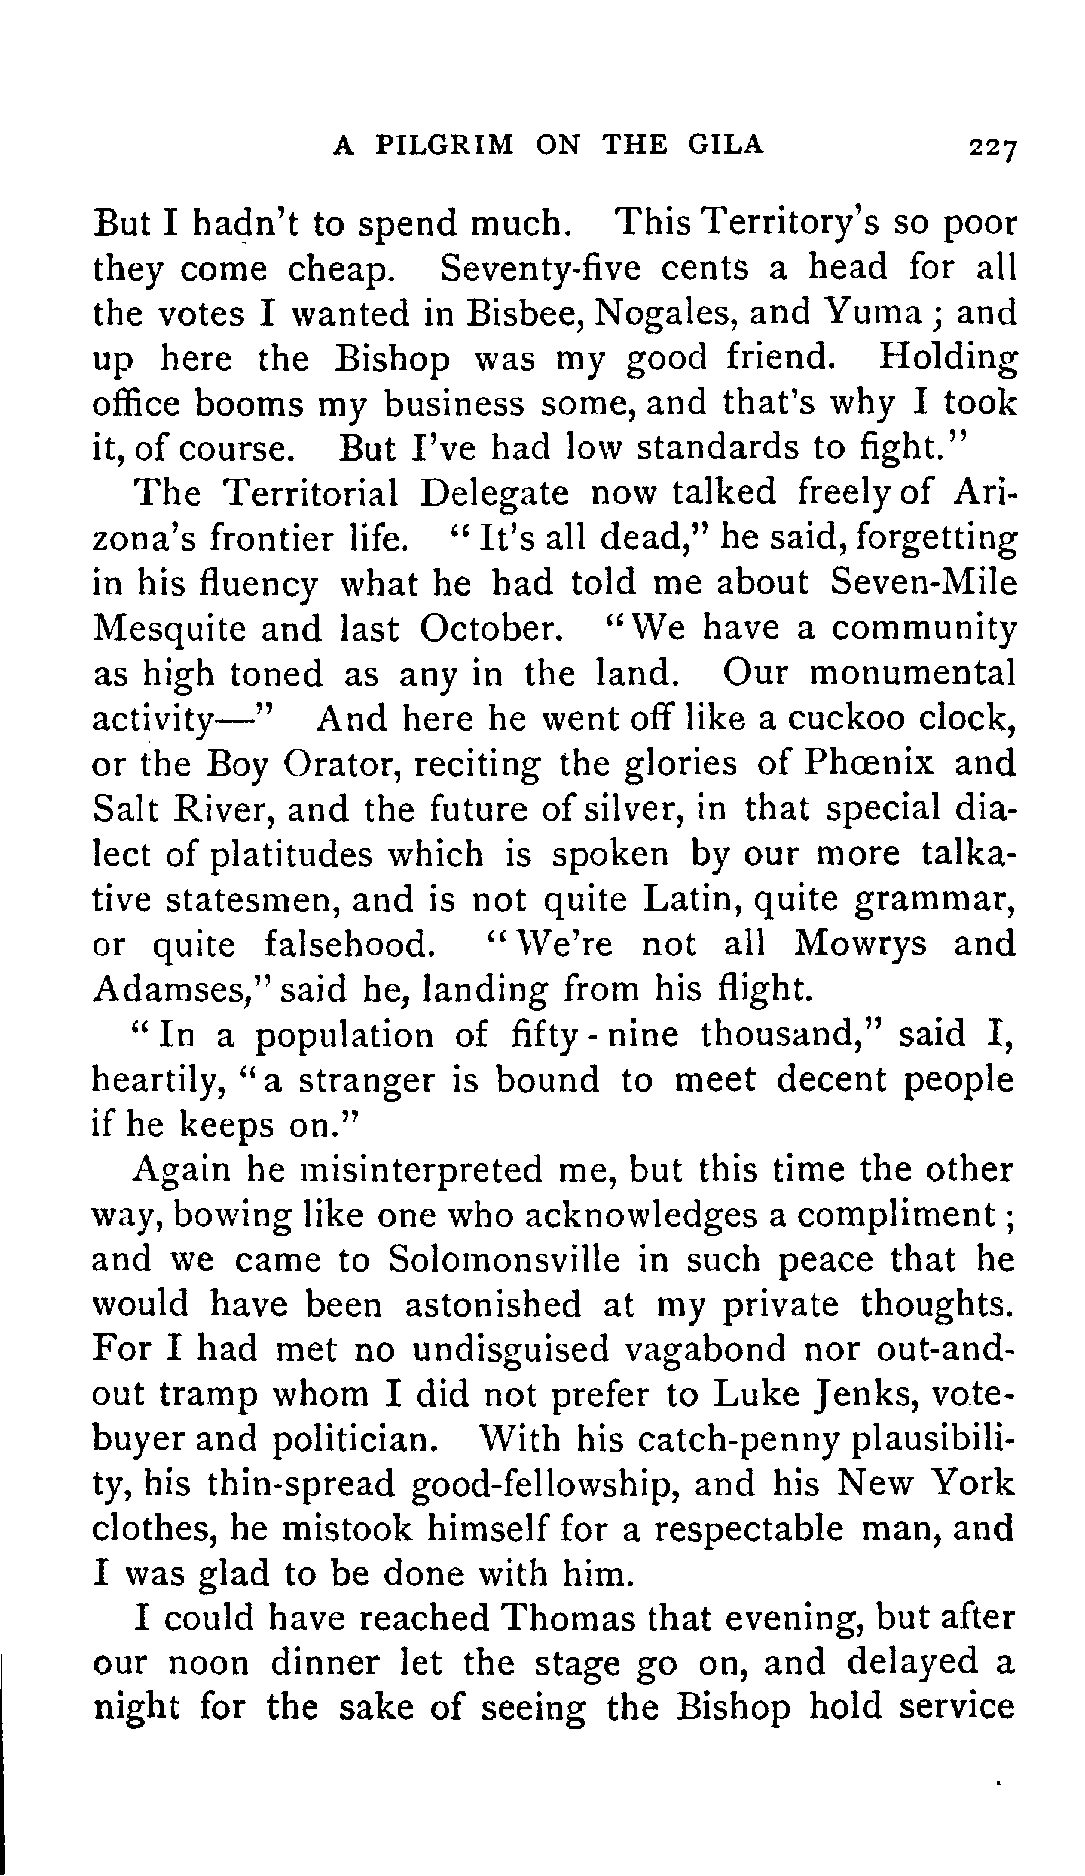 A PILGRIM ON THE GILA 227
But I hadn't to spend much. This Territory's so poor
they come cheap. Seventy-five cents a head for all
the votes I wanted in Bisbee, Nogales, and Yuma ; and
up here the Bishop was my good friend. Holding
office booms my business some, and that's why I took
it, of course. But I've had low standards to fight."
The Territorial Delegate now talked freely of Ari-
zona's frontier life. "It's all dead," he said, forgetting
in his fluency what he had told me about Seven-Mile
Mesquite and last October. "We have a community
as high toned as any in the land. Our monumental
activity—" And here he went off like a cuckoo clock,
or the Boy Orator, reciting the glories of Phœnix and
Salt River, and the future of silver, in that special dia-
lect of platitudes which is spoken by our more talka-
tive statesmen, and is not quite Latin, quite grammar,
or quite falsehood. "We're not all Mowrys and
Adamses," said he, landing from his flight.
"In a population of fifty-nine thousand," said I,
heartily, "a stranger is bound to meet decent people
if he keeps on."
Again he misinterpreted me, but this time the other
way, bowing like one who acknowledges a compliment ;
and we came to Solomonsville in such peace that he
would have been astonished at my private thoughts.
For I had met no undisguised vagabond nor out-and-
out tramp whom I did not prefer to Luke Jenks, vote-
buyer and politician. With his catch-penny plausibili-
ty, his thin-spread good-fellowship, and his New York
clothes, he mistook himself for a respectable man, and
I was glad to be done with him.
I could have reached Thomas that evening, but after
our noon dinner let the stage go on, and delayed a
night for the sake of seeing the Bishop hold service